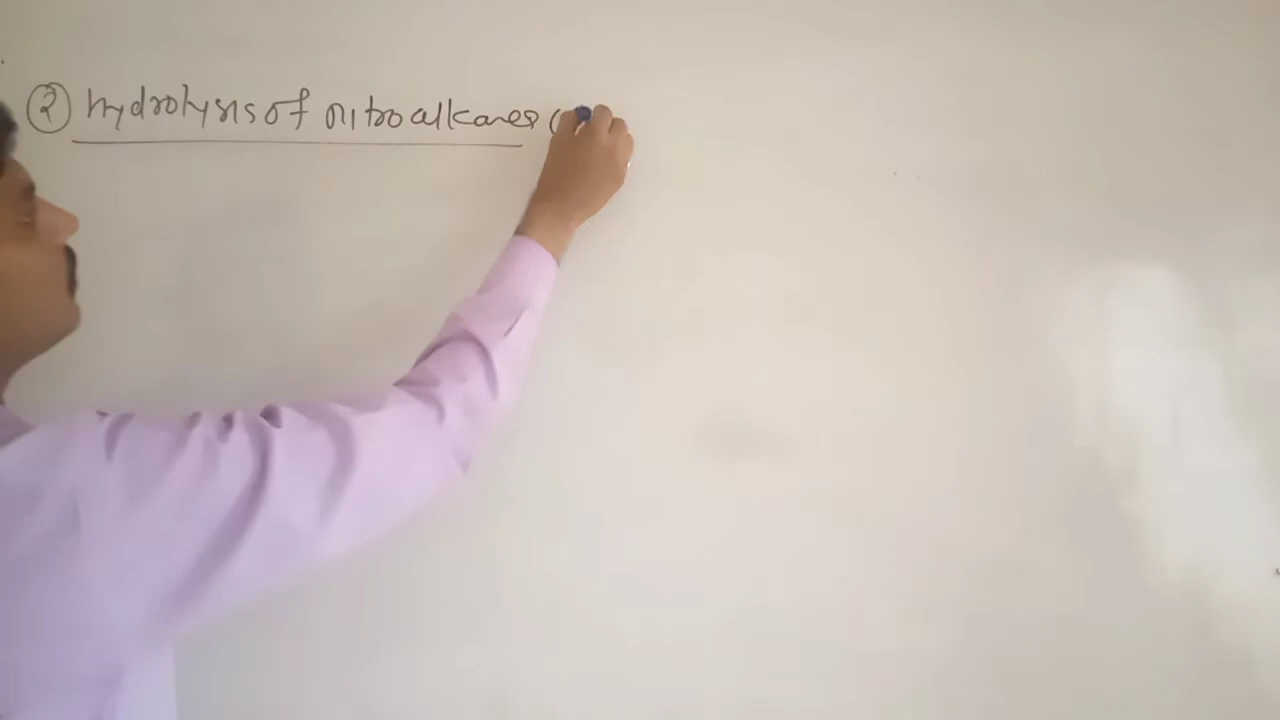 ② Hydrolysis of nitroalkanes (